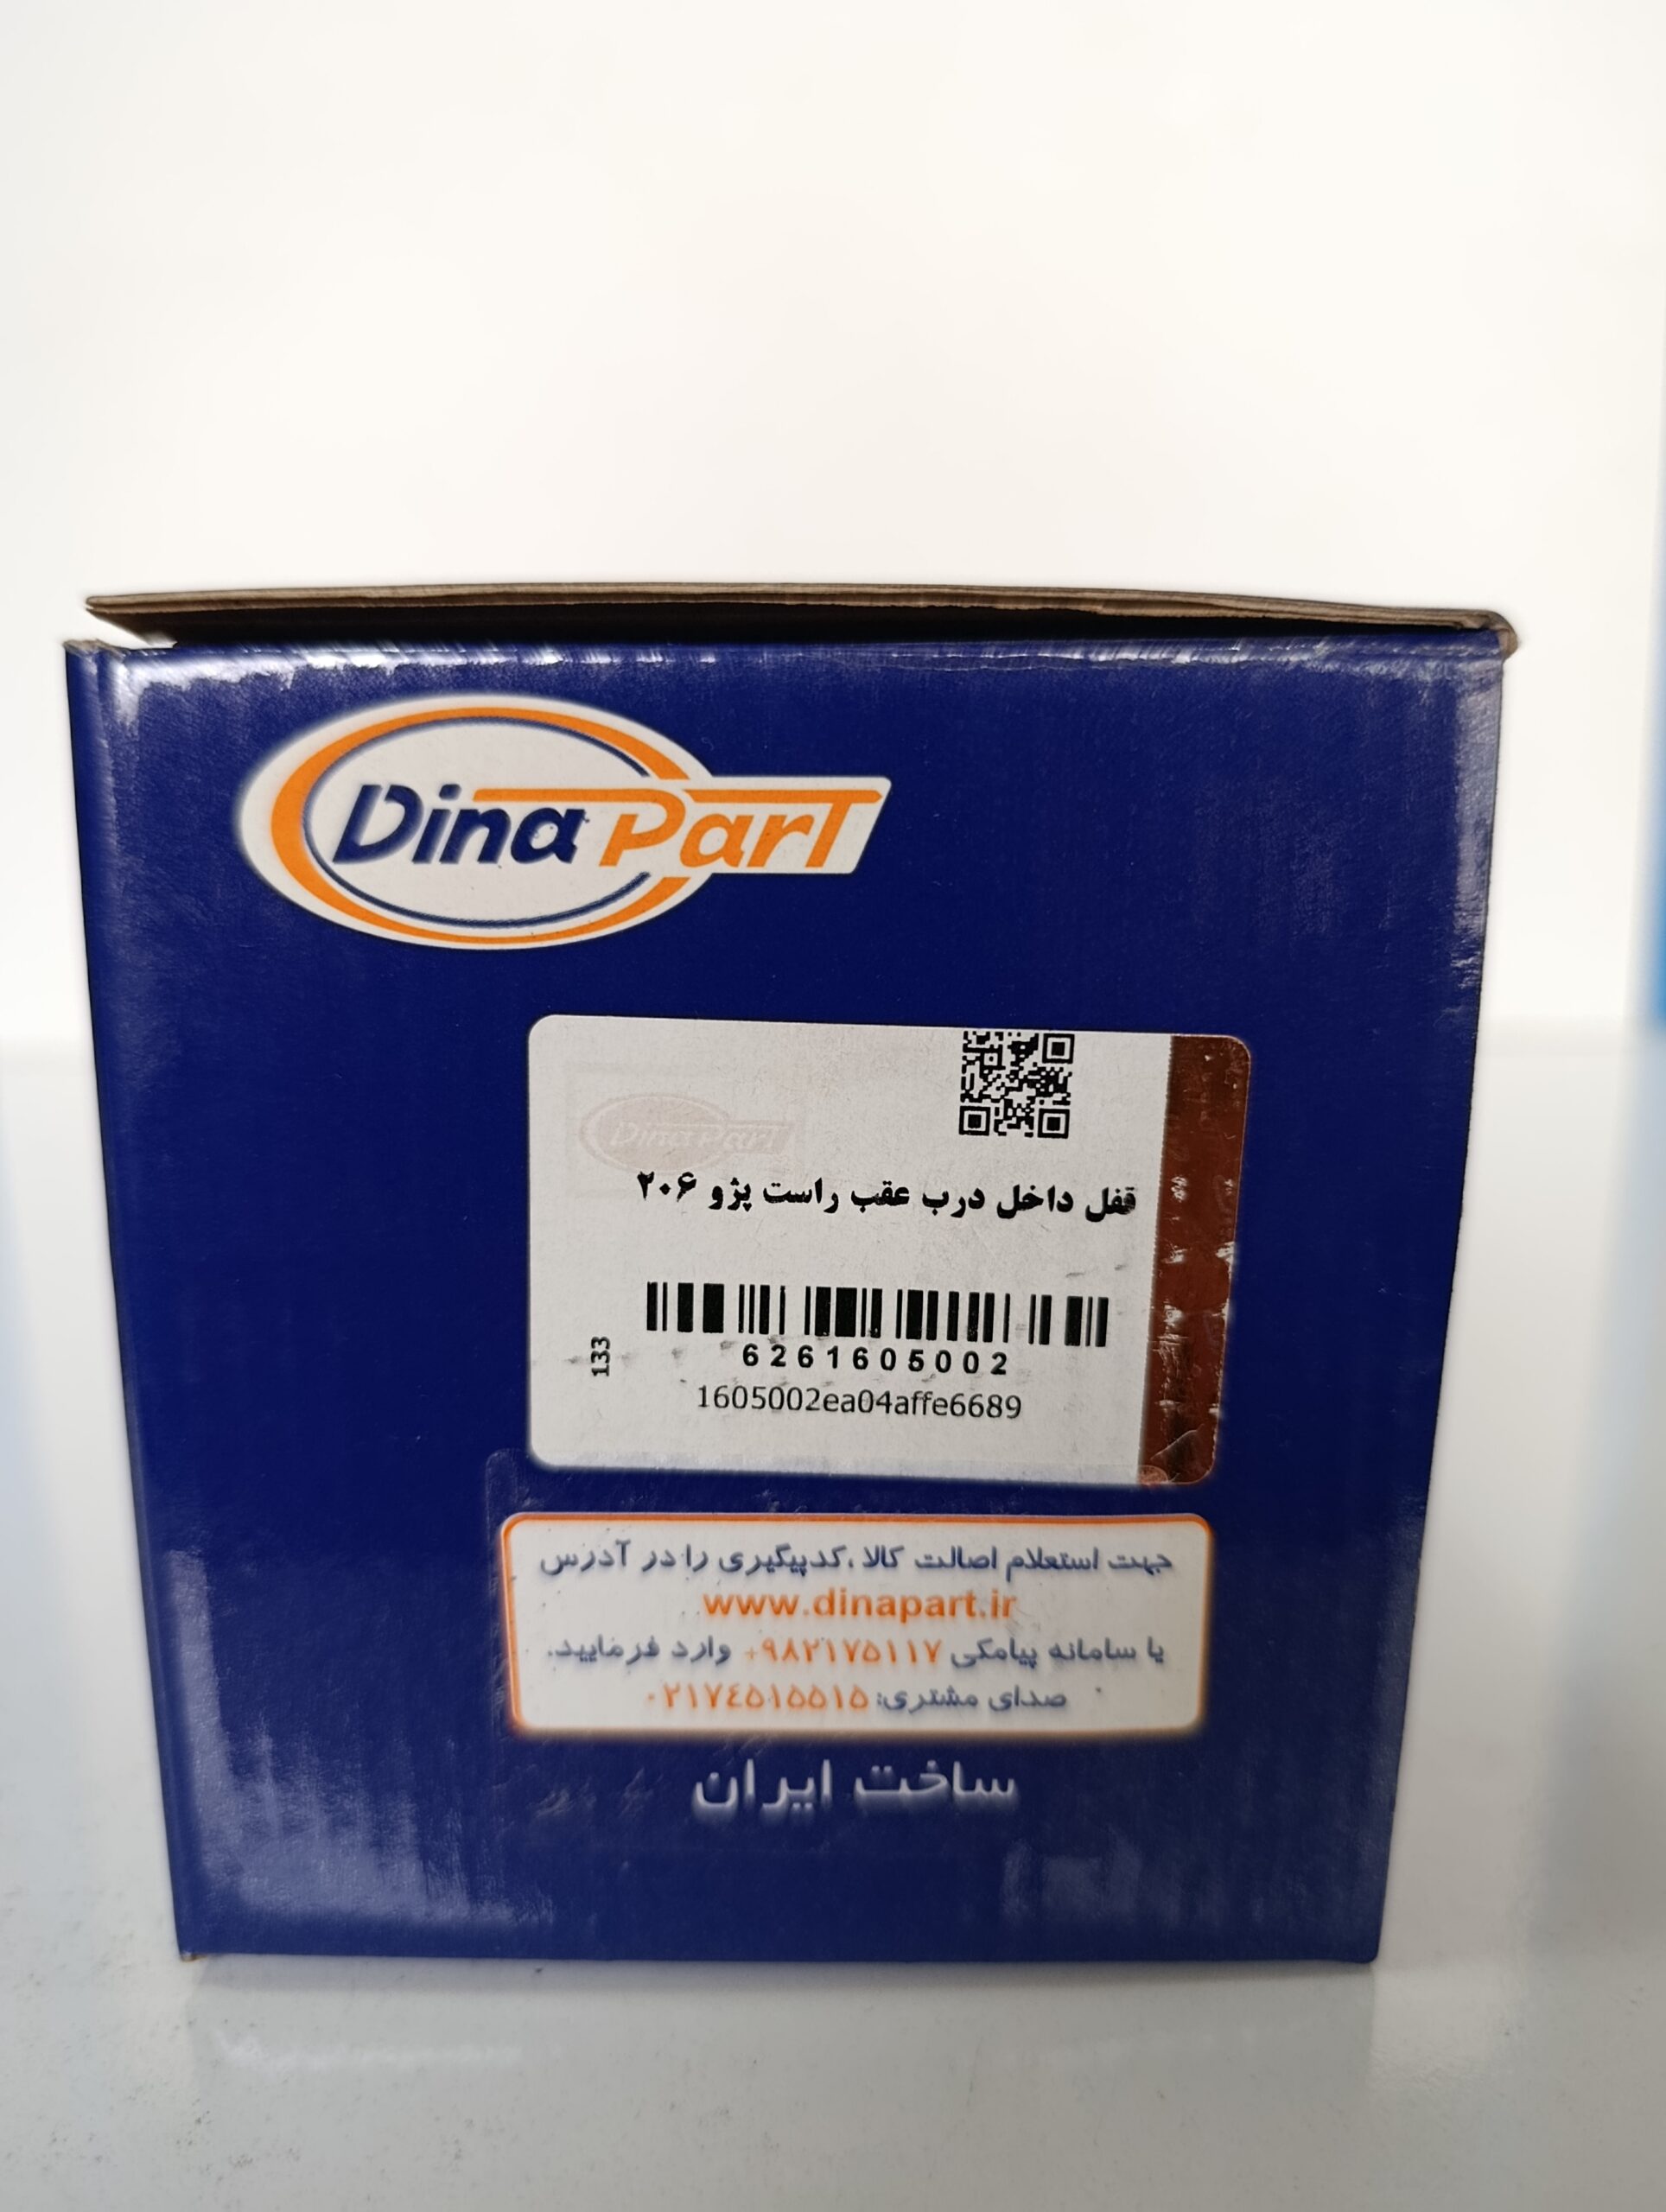 Dina Part
Dina Part
قفل داخل درب عقب راست پژو ۲۰۶
133
6261605002
1605002ea04affe6689
جهت استعلام اصالت کالا ،کدپیگیری را در آدرس
www.dinapart.ir
یا سامانه پیامکی ۹۸۲۱۷۵۱۱۷+ وارد فرمایید.
صدای مشتری: ۰۲۱۷۴۵۱۵۵۱۵
ساخت ایران